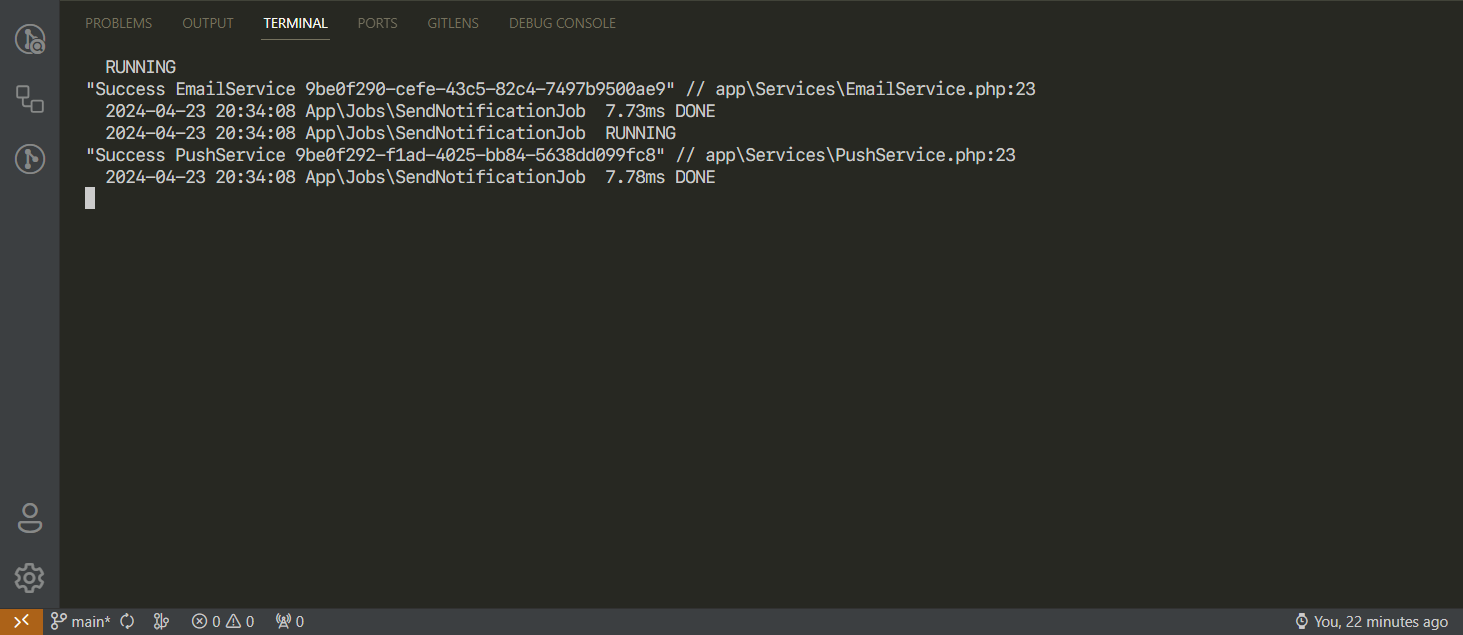 PROBLEMS OUTPUT TERMINAL PORTS GITLENS DEBUG CONSOLE
RUNNING
"Success EmailService 9be0f290-cefe-43c5-82c4-7497b9500ae9" // app\Services\EmailService.php:23
2024-04-23 20:34:08 App\Jobs\SendNotificationJob 7.73ms DONE
2024-04-23 20:34:08 App\Jobs\SendNotificationJob RUNNING
"Success PushService 9be0f292-f1ad-4025-bb84-5638dd099fc8" // app\Services\PushService.php:23
2024-04-23 20:34:08 App\Jobs\SendNotificationJob 7.78ms DONE
main* 0 0 0 You, 22 minutes ago